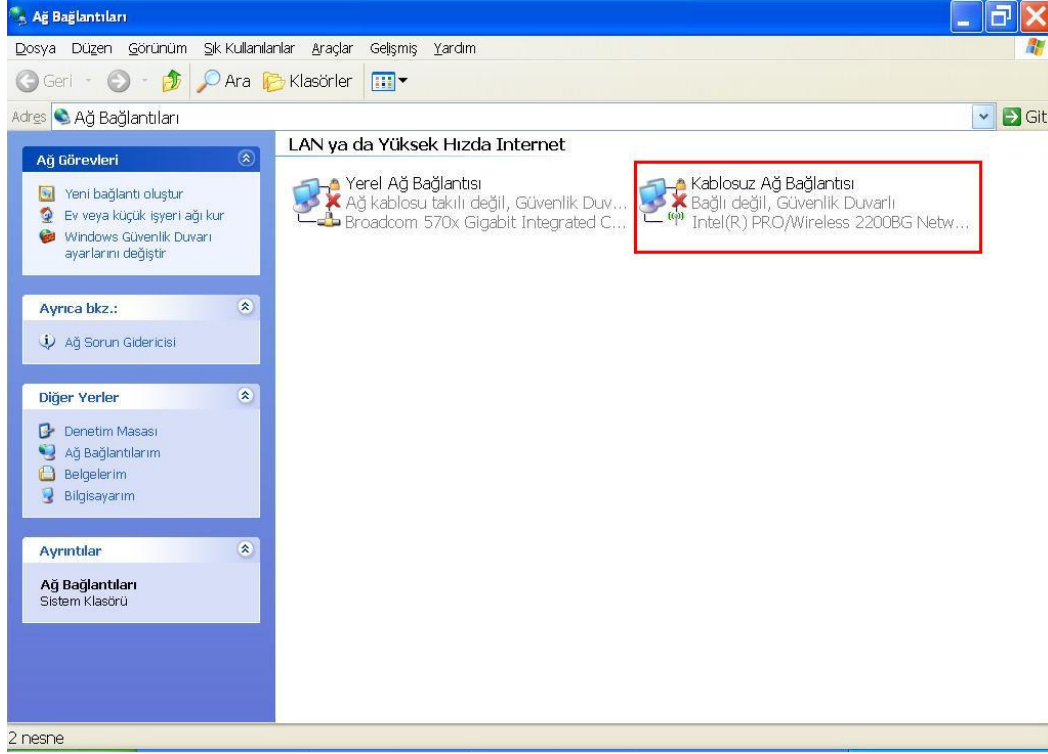 Ağ Bağlantıları
Dosya Düzen Görünüm Sık Kullanılanlar Araçlar Gelişmiş Yardım
Geri Ara Klasörler
Adres Ağ Bağlantıları Git
Ağ Görevleri
Yeni bağlantı oluştur
Ev veya küçük işyeri ağı kur
Windows Güvenlik Duvarı
ayarlarını değiştir
Ayrıca bkz.:
Ağ Sorun Gidericisi
Diğer Yerler
Denetim Masası
Ağ Bağlantılarım
Belgelerim
Bilgisayarım
Ayrıntılar
Ağ Bağlantıları
Sistem Klasörü
LAN ya da Yüksek Hızda Internet
Yerel Ağ Bağlantısı
Ağ kablosu takılı değil, Güvenlik Duv...
Broadcom 570x Gigabit Integrated C...
Kablosuz Ağ Bağlantısı
Bağlı değil, Güvenlik Duvarlı
Intel(R) PRO/Wireless 2200BG Netw...
2 nesne